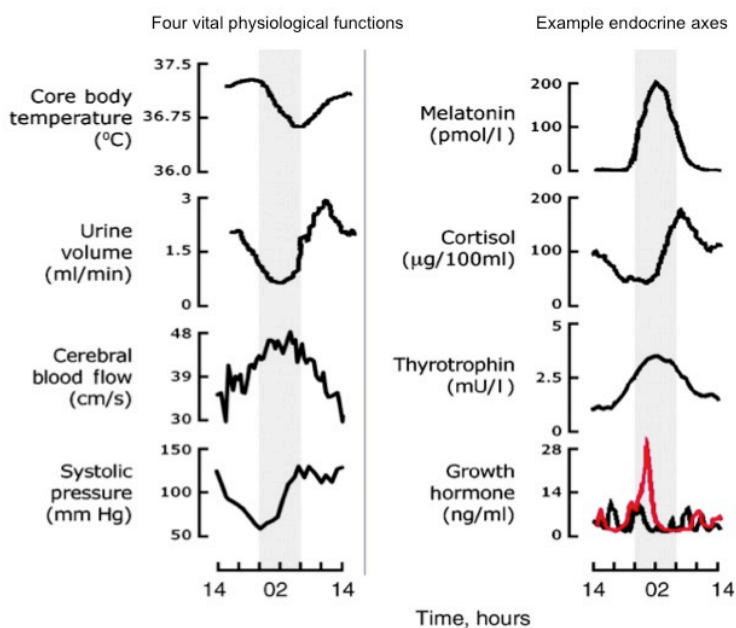 Four vital physiological functions
Core body
temperature
(⁰C)
37.5
36.75
36.0
Urine
volume
(ml/min)
3
1.5
0
Cerebral
blood flow
(cm/s)
48
39
30
Systolic
pressure
(mm Hg)
150
100
50
14
02
14
Example endocrine axes
Melatonin
(pmol/l)
200
100
0
Cortisol
(µg/100ml)
200
100
0
Thyrotrophin
(mU/l)
5
2.5
0
Growth
hormone
(ng/ml)
28
14
0
14
02
14
Time, hours